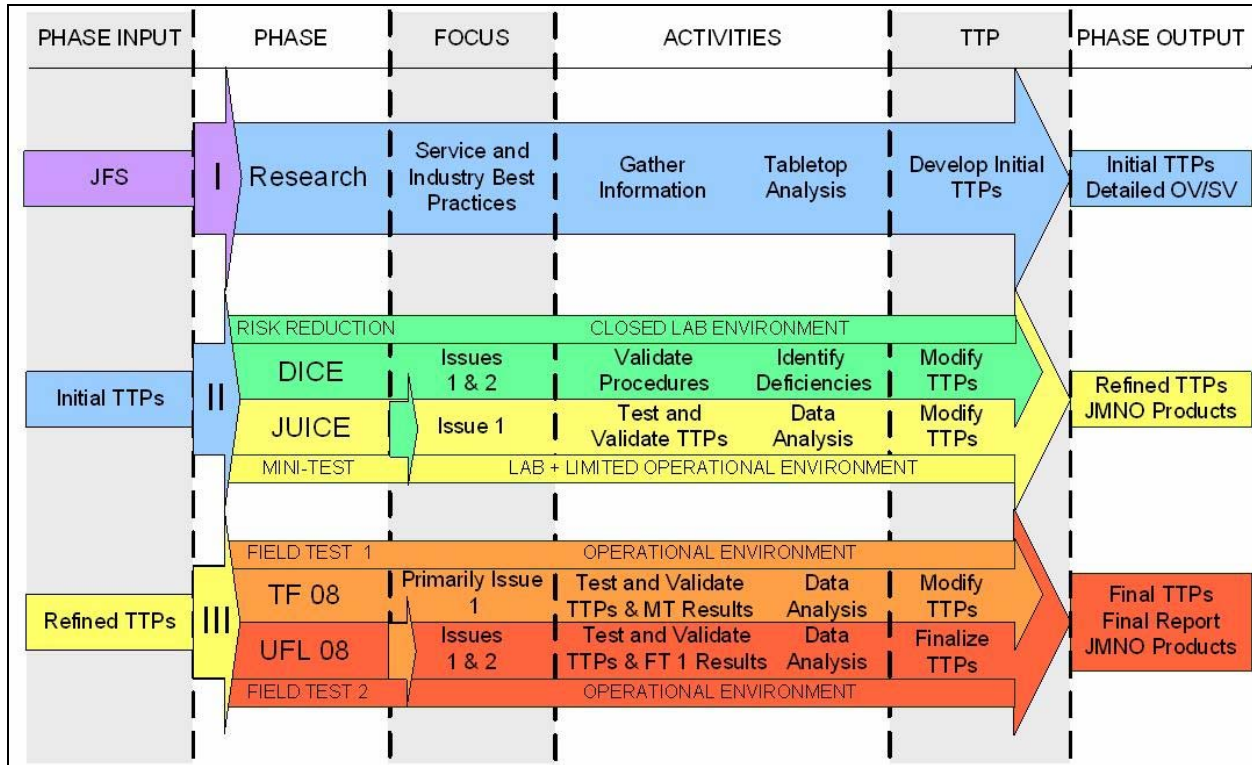 PHASE INPUT
PHASE
FOCUS
ACTIVITIES
TTP
PHASE OUTPUT
JFS
I
Research
Service and
Industry Best
Practices
Gather
Information
Tabletop
Analysis
Develop Initial
TTPs
Initial TTPs
Detailed OV/SV
Initial TTPs
II
RISK REDUCTION
CLOSED LAB ENVIRONMENT
DICE
Issues
1 & 2
Validate
Procedures
Identify
Deficiencies
Modify
TTPs
JUICE
Issue 1
Test and
Validate TTPs
Data
Analysis
Modify
TTPs
MINI-TEST
LAB + LIMITED OPERATIONAL ENVIRONMENT
Refined TTPs
JMNO Products
Refined TTPs
III
FIELD TEST 1
OPERATIONAL ENVIRONMENT
TF 08
Primarily Issue
1
Test and Validate
TTPs & MT Results
Data
Analysis
Modify
TTPs
UFL 08
Issues
1 & 2
Test and Validate
TTPs & FT 1 Results
Data
Analysis
Finalize
TTPs
FIELD TEST 2
OPERATIONAL ENVIRONMENT
Final TTPs
Final Report
JMNO Products